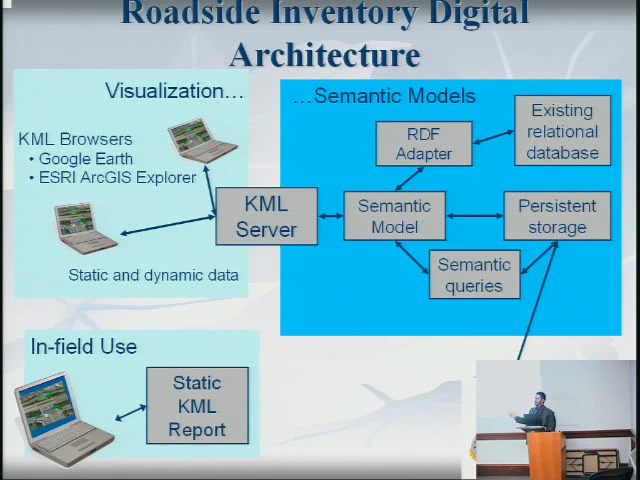 Roadside Inventory Digital
Architecture
Visualization...
KML Browsers
• Google Earth
• ESRI ArcGIS Explorer
Static and dynamic data
KML
Server
...Semantic Models
RDF
Adapter
Existing
relational
database
Semantic
Model
Persistent
storage
Semantic
queries
In-field Use
Static
KML
Report